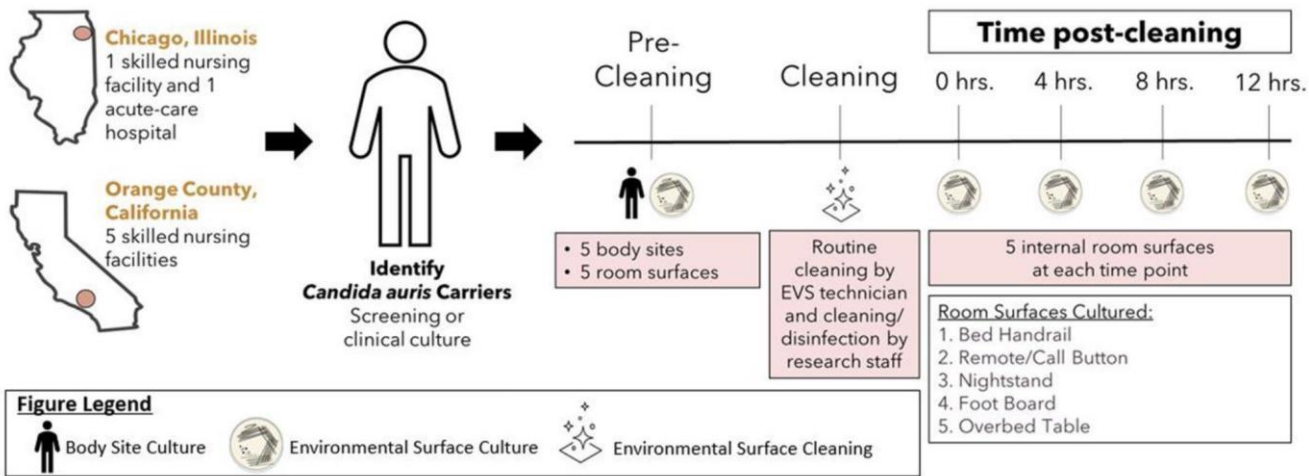 Chicago, Illinois
1 skilled nursing
facility and 1
acute-care
hospital
Orange County,
California
5 skilled nursing
facilities
Identify
Candida auris Carriers
Screening or
clinical culture
Pre-
Cleaning
Cleaning
Time post-cleaning
0 hrs.
4 hrs.
8 hrs.
12 hrs.
• 5 body sites
• 5 room surfaces
Routine
cleaning by
EVS technician
and cleaning/
disinfection by
research staff
5 internal room surfaces
at each time point
Room Surfaces Cultured:
1. Bed Handrail
2. Remote/Call Button
3. Nightstand
4. Foot Board
5. Overbed Table
Figure Legend
Body Site Culture
Environmental Surface Culture
Environmental Surface Cleaning